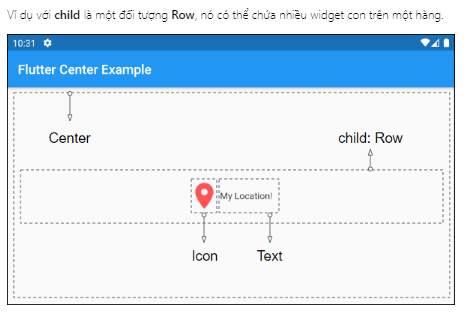 Ví dụ với child là một đối tượng Row, nó có thể chứa nhiều widget con trên một hàng.
10:31
Flutter Center Example
Center
child: Row
My Location!
Icon
Text